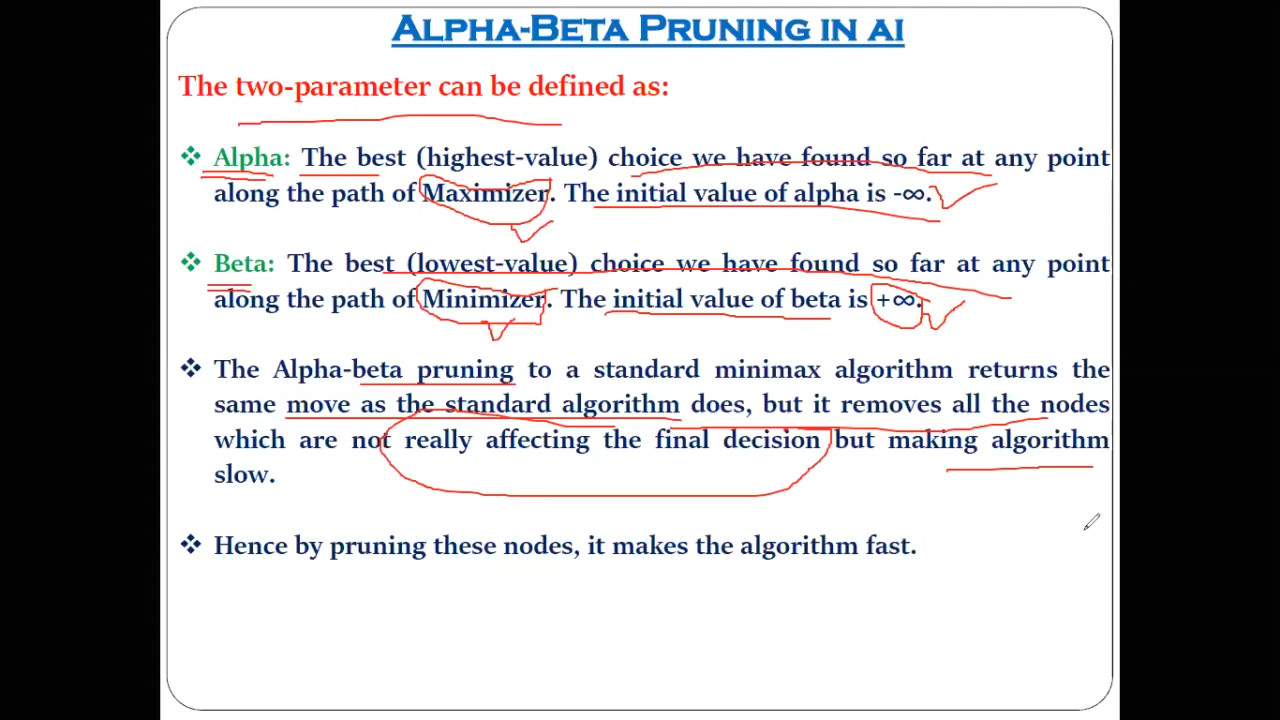 ALPHA-BETA PRUNING IN AI
The two-parameter can be defined as:
❖ Alpha: The best (highest-value) choice we have found so far at any point
along the path of Maximizer. The initial value of alpha is -∞.
❖ Beta: The best (lowest-value) choice we have found so far at any point
along the path of Minimizer. The initial value of beta is +∞.
❖ The Alpha-beta pruning to a standard minimax algorithm returns the
same move as the standard algorithm does, but it removes all the nodes
which are not really affecting the final decision but making algorithm
slow.
❖ Hence by pruning these nodes, it makes the algorithm fast.